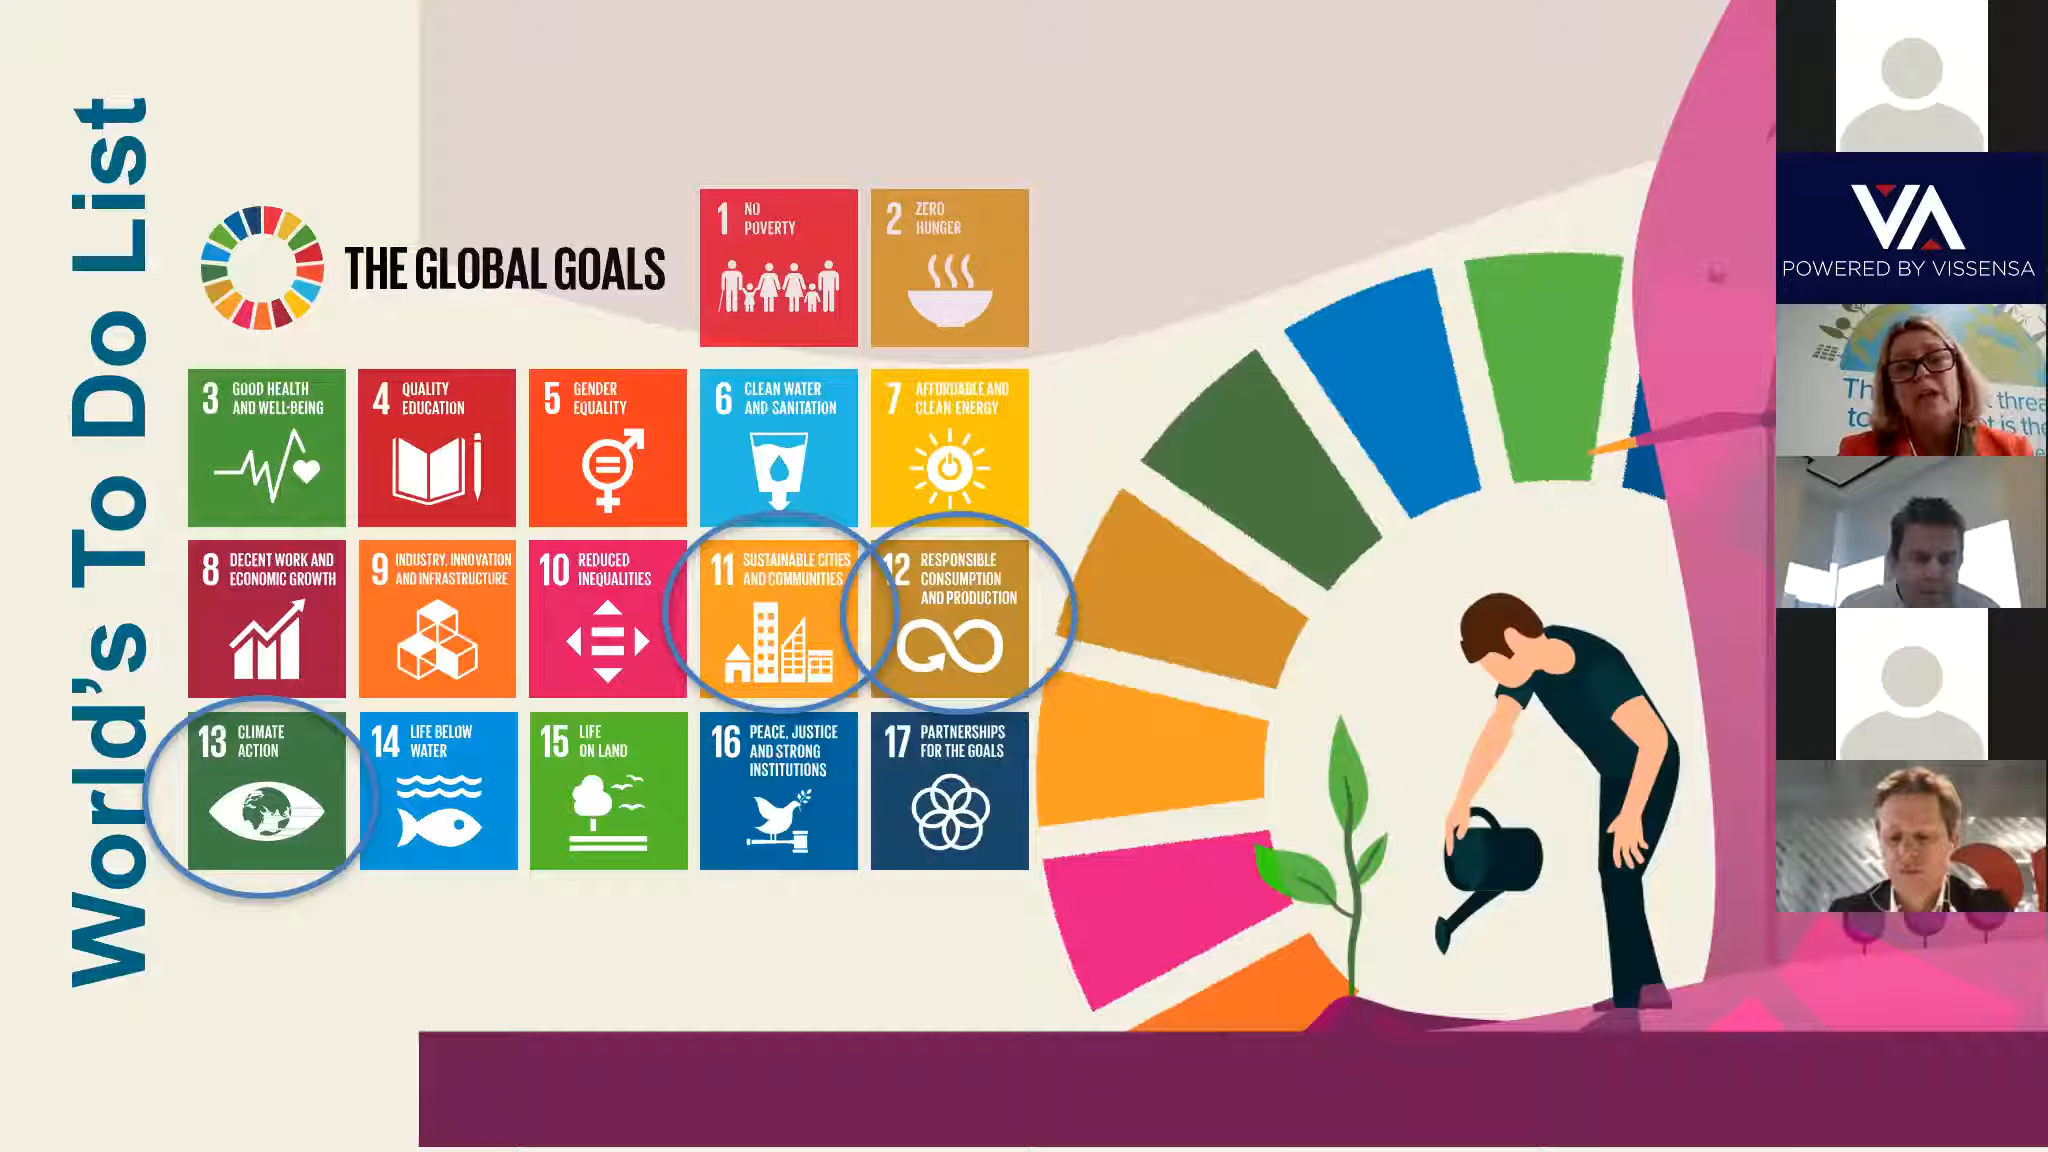 World's To Do List
THE GLOBAL GOALS
1 NO
POVERTY
2 ZERO
HUNGER
3 GOOD HEALTH
AND WELL-BEING
4 QUALITY
EDUCATION
5 GENDER
EQUALITY
6 CLEAN WATER
AND SANITATION
7 AFFORDABLE AND
CLEAN ENERGY
8 DECENT WORK AND
ECONOMIC GROWTH
9 INDUSTRY, INNOVATION
AND INFRASTRUCTURE
10 REDUCED
INEQUALITIES
11 SUSTAINABLE CITIES
AND COMMUNITIES
12 RESPONSIBLE
CONSUMPTION
AND PRODUCTION
13 CLIMATE
ACTION
14 LIFE BELOW
WATER
15 LIFE
ON LAND
16 PEACE, JUSTICE
AND STRONG
INSTITUTIONS
17 PARTNERSHIPS
FOR THE GOALS
VA
POWERED BY VISSENSA
is the